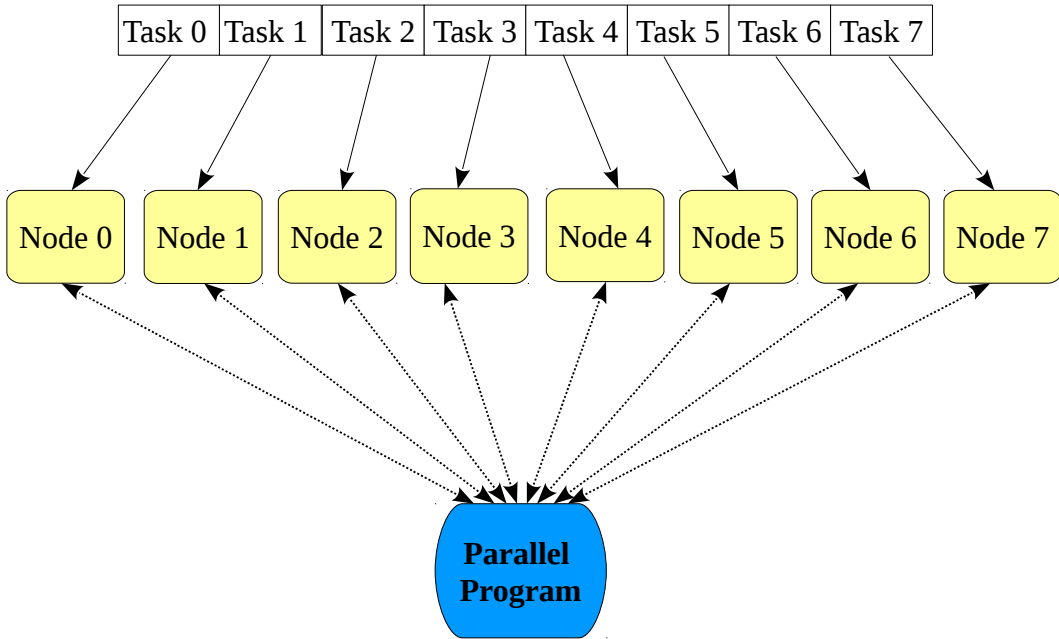 Task 0 Task 1 Task 2 Task 3 Task 4 Task 5 Task 6 Task 7
Node 0 Node 1 Node 2 Node 3 Node 4 Node 5 Node 6 Node 7
Parallel
Program